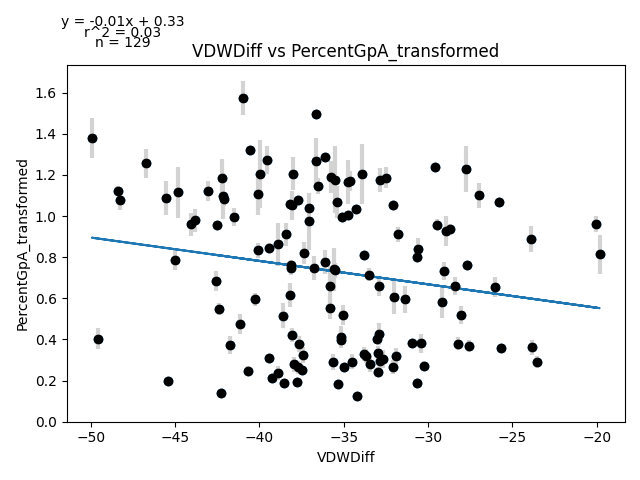 y = -0.01x + 0.33
r^2 = 0.03
n = 129
VDWDiff vs PercentGpA_transformed
PercentGpA_transformed
1.6
1.4
1.2
1.0
0.8
0.6
0.4
0.2
0.0
−50 −45 −40 −35 −30 −25 −20
VDWDiff